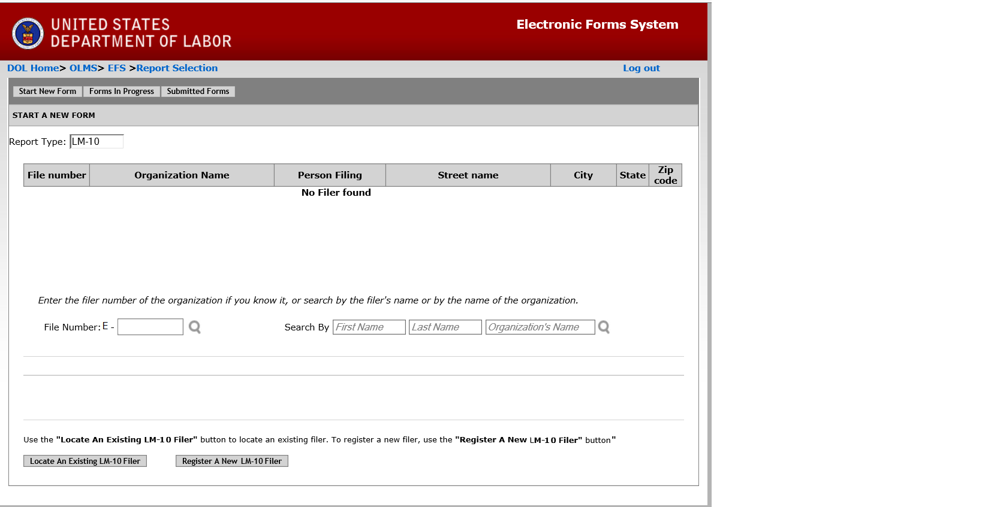 UNITED STATES
DEPARTMENT OF LABOR
Electronic Forms System
DOL Home> OLMS> EFS >Report Selection
Log out
Start New Form Forms In Progress Submitted Forms
START A NEW FORM
Report Type: LM-10
File number Organization Name Person Filing Street name City State Zip code
No Filer found
Enter the filer number of the organization if you know it, or search by the filer's name or by the name of the organization.
File Number: E - Search By First Name Last Name Organization's Name
Use the "Locate An Existing LM-10 Filer" button to locate an existing filer. To register a new filer, use the "Register A New LM-10 Filer" button"
Locate An Existing LM-10 Filer Register A New LM-10 Filer